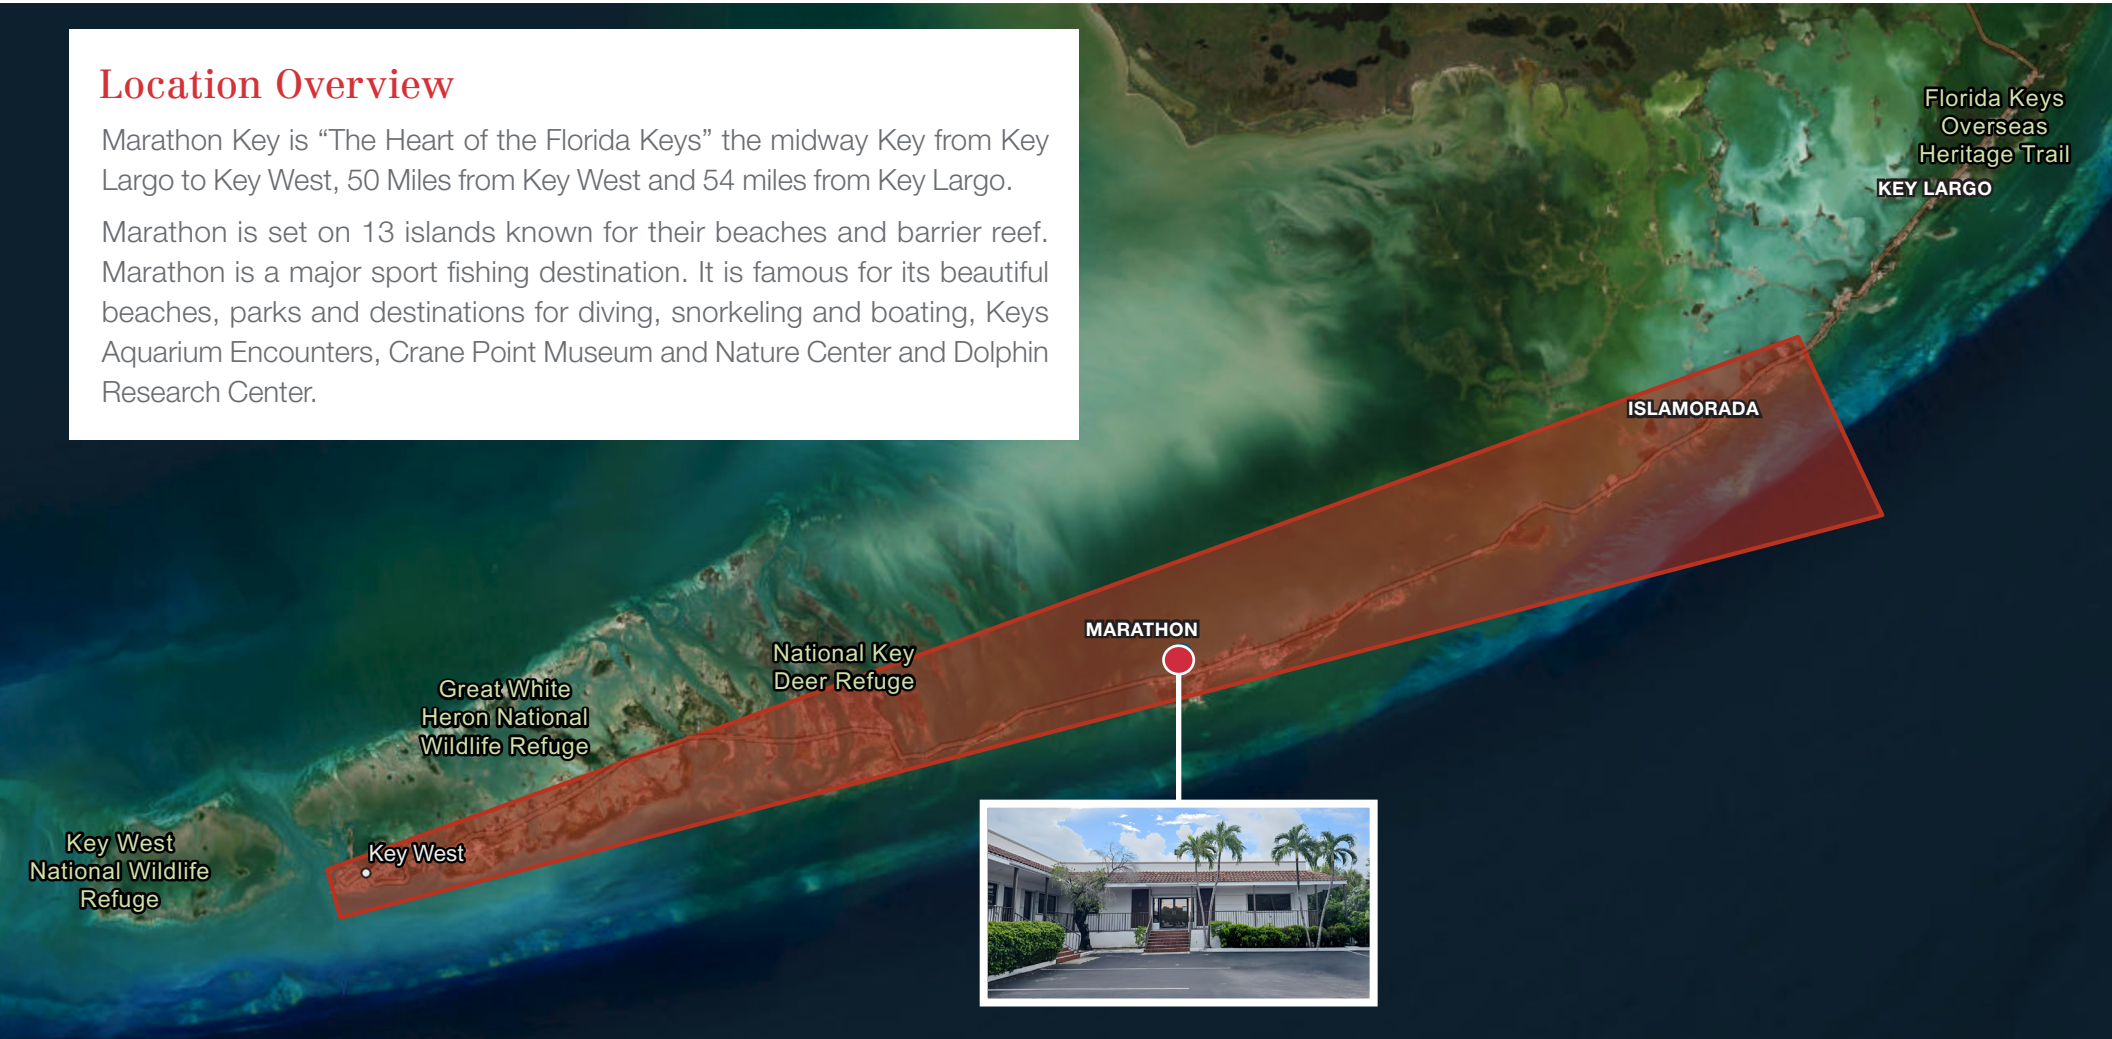 Location Overview
Marathon Key is “The Heart of the Florida Keys” the midway Key from Key
Largo to Key West, 50 Miles from Key West and 54 miles from Key Largo.
Marathon is set on 13 islands known for their beaches and barrier reef.
Marathon is a major sport fishing destination. It is famous for its beautiful
beaches, parks and destinations for diving, snorkeling and boating, Keys
Aquarium Encounters, Crane Point Museum and Nature Center and Dolphin
Research Center.
Florida Keys
Overseas
Heritage Trail
KEY LARGO
ISLAMORADA
MARATHON
National Key
Deer Refuge
Great White
Heron National
Wildlife Refuge
Key West
Key West
National Wildlife
Refuge